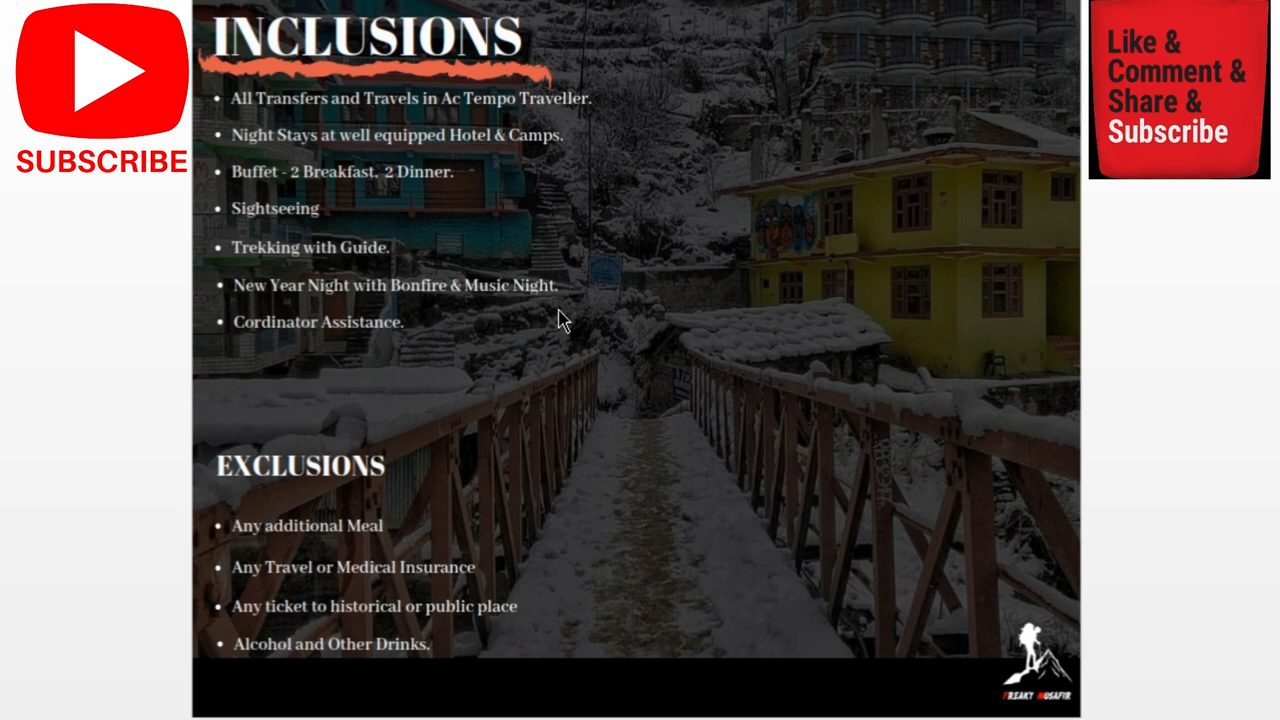 INCLUSIONS
All Transfers and Travels in Ac Tempo Traveller.
Night Stays at well equipped Hotel & Camps.
Buffet - 2 Breakfast, 2 Dinner.
Sightseeing
Trekking with Guide.
New Year Night with Bonfire & Music Night.
Cordinator Assistance.
EXCLUSIONS
Any additional Meal
Any Travel or Medical Insurance
Any ticket to historical or public place
Alcohol and Other Drinks.
FREAKY MUSAFIR
SUBSCRIBE
Like &
Comment &
Share &
Subscribe